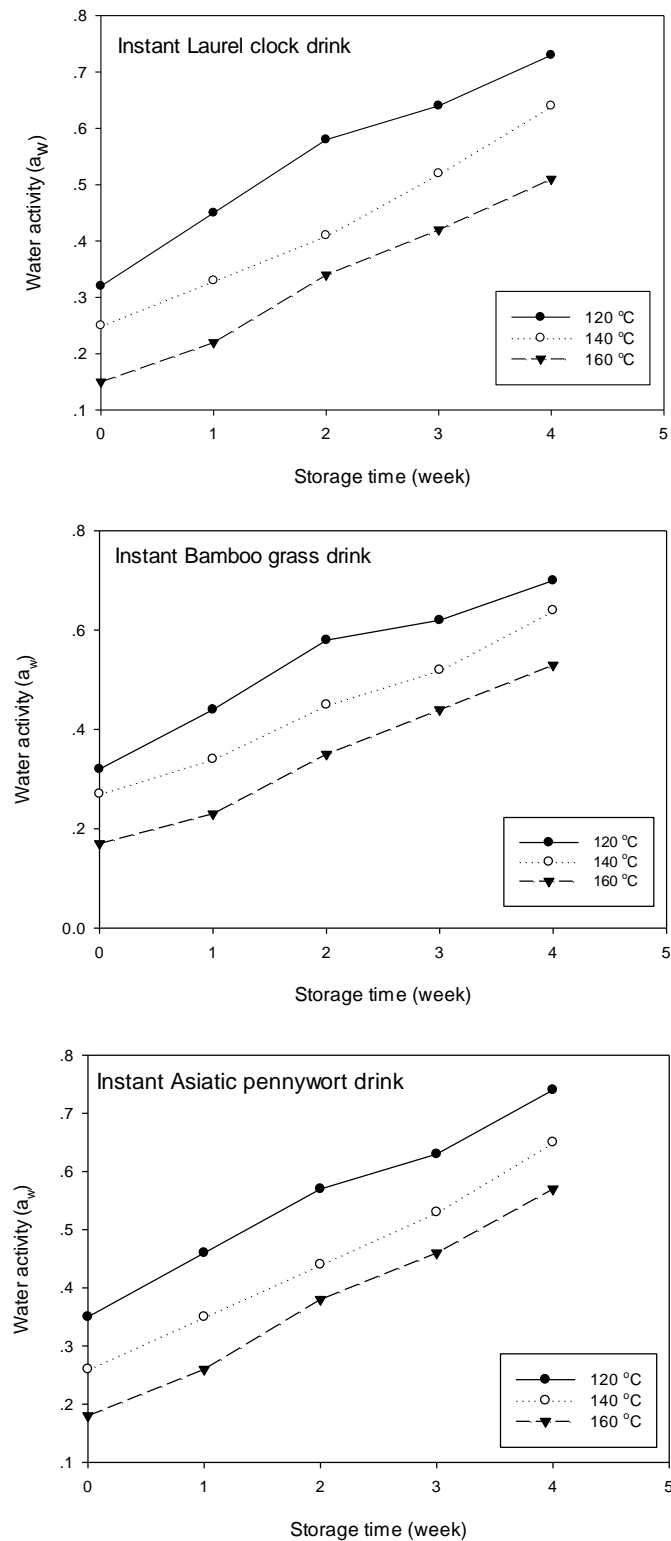 Instant Laurel clock drink
.8
.7
.6
.5
.4
.3
.2
.1
Water activity (aw)
120 oC
140 oC
160 oC
0 1 2 3 4 5
Storage time (week)
Instant Bamboo grass drink
.8
.6
.4
.2
0.0
Water activity (aw)
120 oC
140 oC
160 oC
0 1 2 3 4 5
Storage time (week)
Instant Asiatic pennywort drink
.8
.7
.6
.5
.4
.3
.2
.1
Water activity (aw)
120 oC
140 oC
160 oC
0 1 2 3 4 5
Storage time (week)